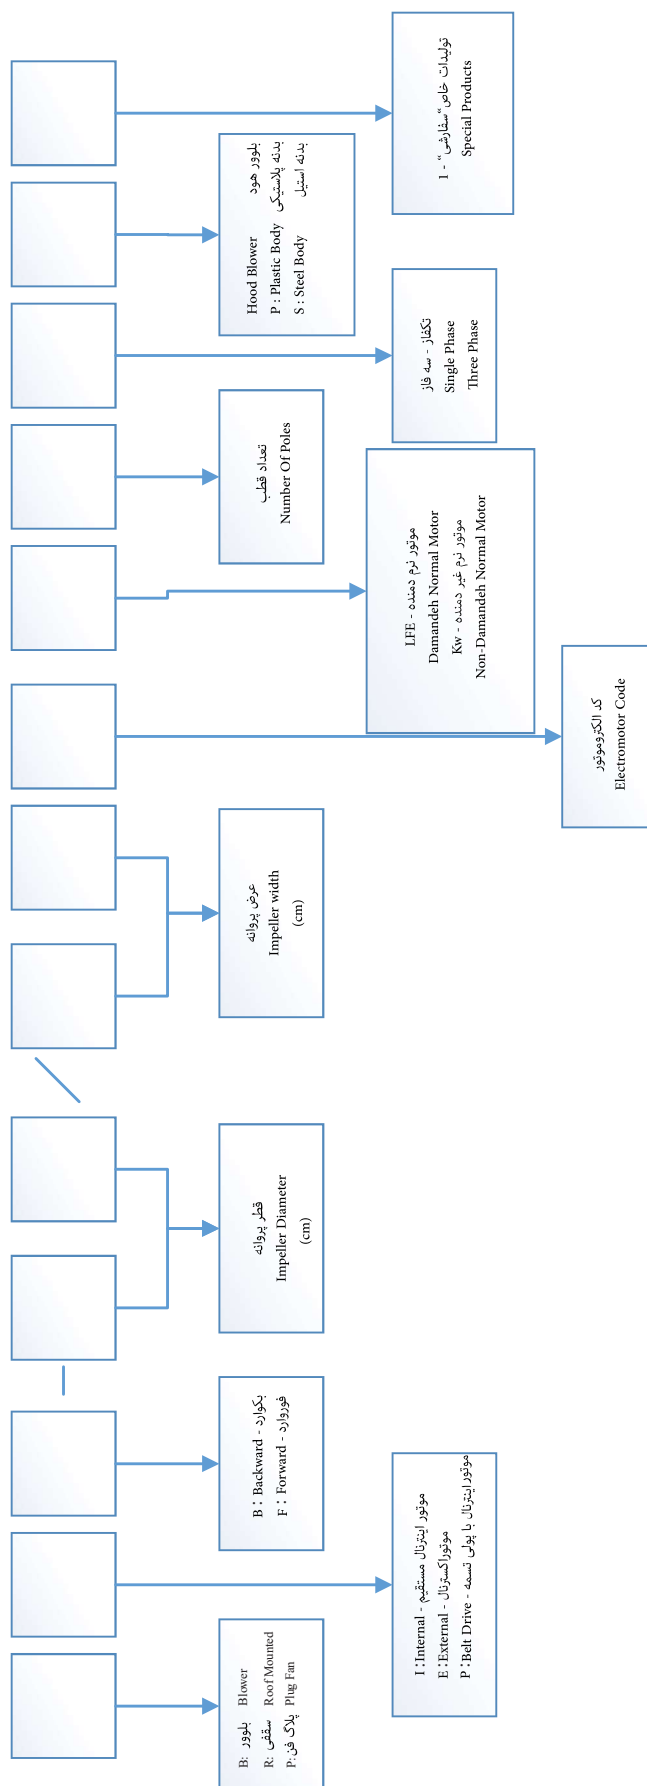 B: بلوور Blower
R: سقفی Roof Mounted
P: پلاگ فن Plug Fan
I : Internal - موتور اینترنال مستقیم
E : External - موتوراکسترنال
P : Belt Drive - موتور اینترنال با پولی تسمه
B : Backward - بکوارد
F : Forward - فوروارد
قطر پروانه
Impeller Diameter
(cm)
عرض پروانه
Impeller width
(cm)
کد الکتروموتور
Electromotor Code
LFE - موتور نرم دمنده
Damandeh Normal Motor
Kw - موتور نرم غیر دمنده
Non-Damandeh Normal Motor
تعداد قطب
Number Of Poles
تکفاز - سه فاز
Single Phase
Three Phase
Hood Blower بلوور هود
P : Plastic Body بدنه پلاستیکی
S : Steel Body بدنه استیل
1 - تولیدات خاص "سفارشی"
Special Products